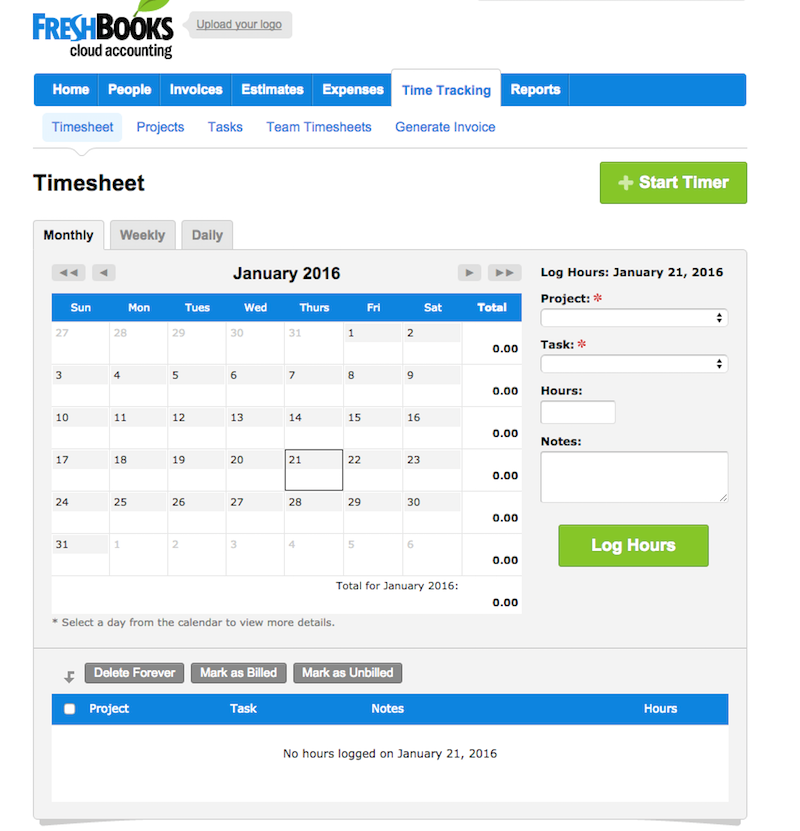 FRESHBOOKS
cloud accounting
Upload your logo
Home People Invoices Estimates Expenses Time Tracking Reports
Timesheet Projects Tasks Team Timesheets Generate Invoice
Timesheet
+ Start Timer
Monthly Weekly Daily
January 2016
Sun Mon Tues Wed Thurs Fri Sat Total
27 28 29 30 31 1 2
0.00
3 4 5 6 7 8 9
0.00
10 11 12 13 14 15 16
0.00
17 18 19 20 21 22 23
0.00
24 25 26 27 28 29 30
0.00
31 1 2 3 4 5 6
0.00
Total for January 2016:
0.00
* Select a day from the calendar to view more details.
Log Hours: January 21, 2016
Project: *
Task: *
Hours:
Notes:
Log Hours
Delete Forever Mark as Billed Mark as Unbilled
Project Task Notes Hours
No hours logged on January 21, 2016